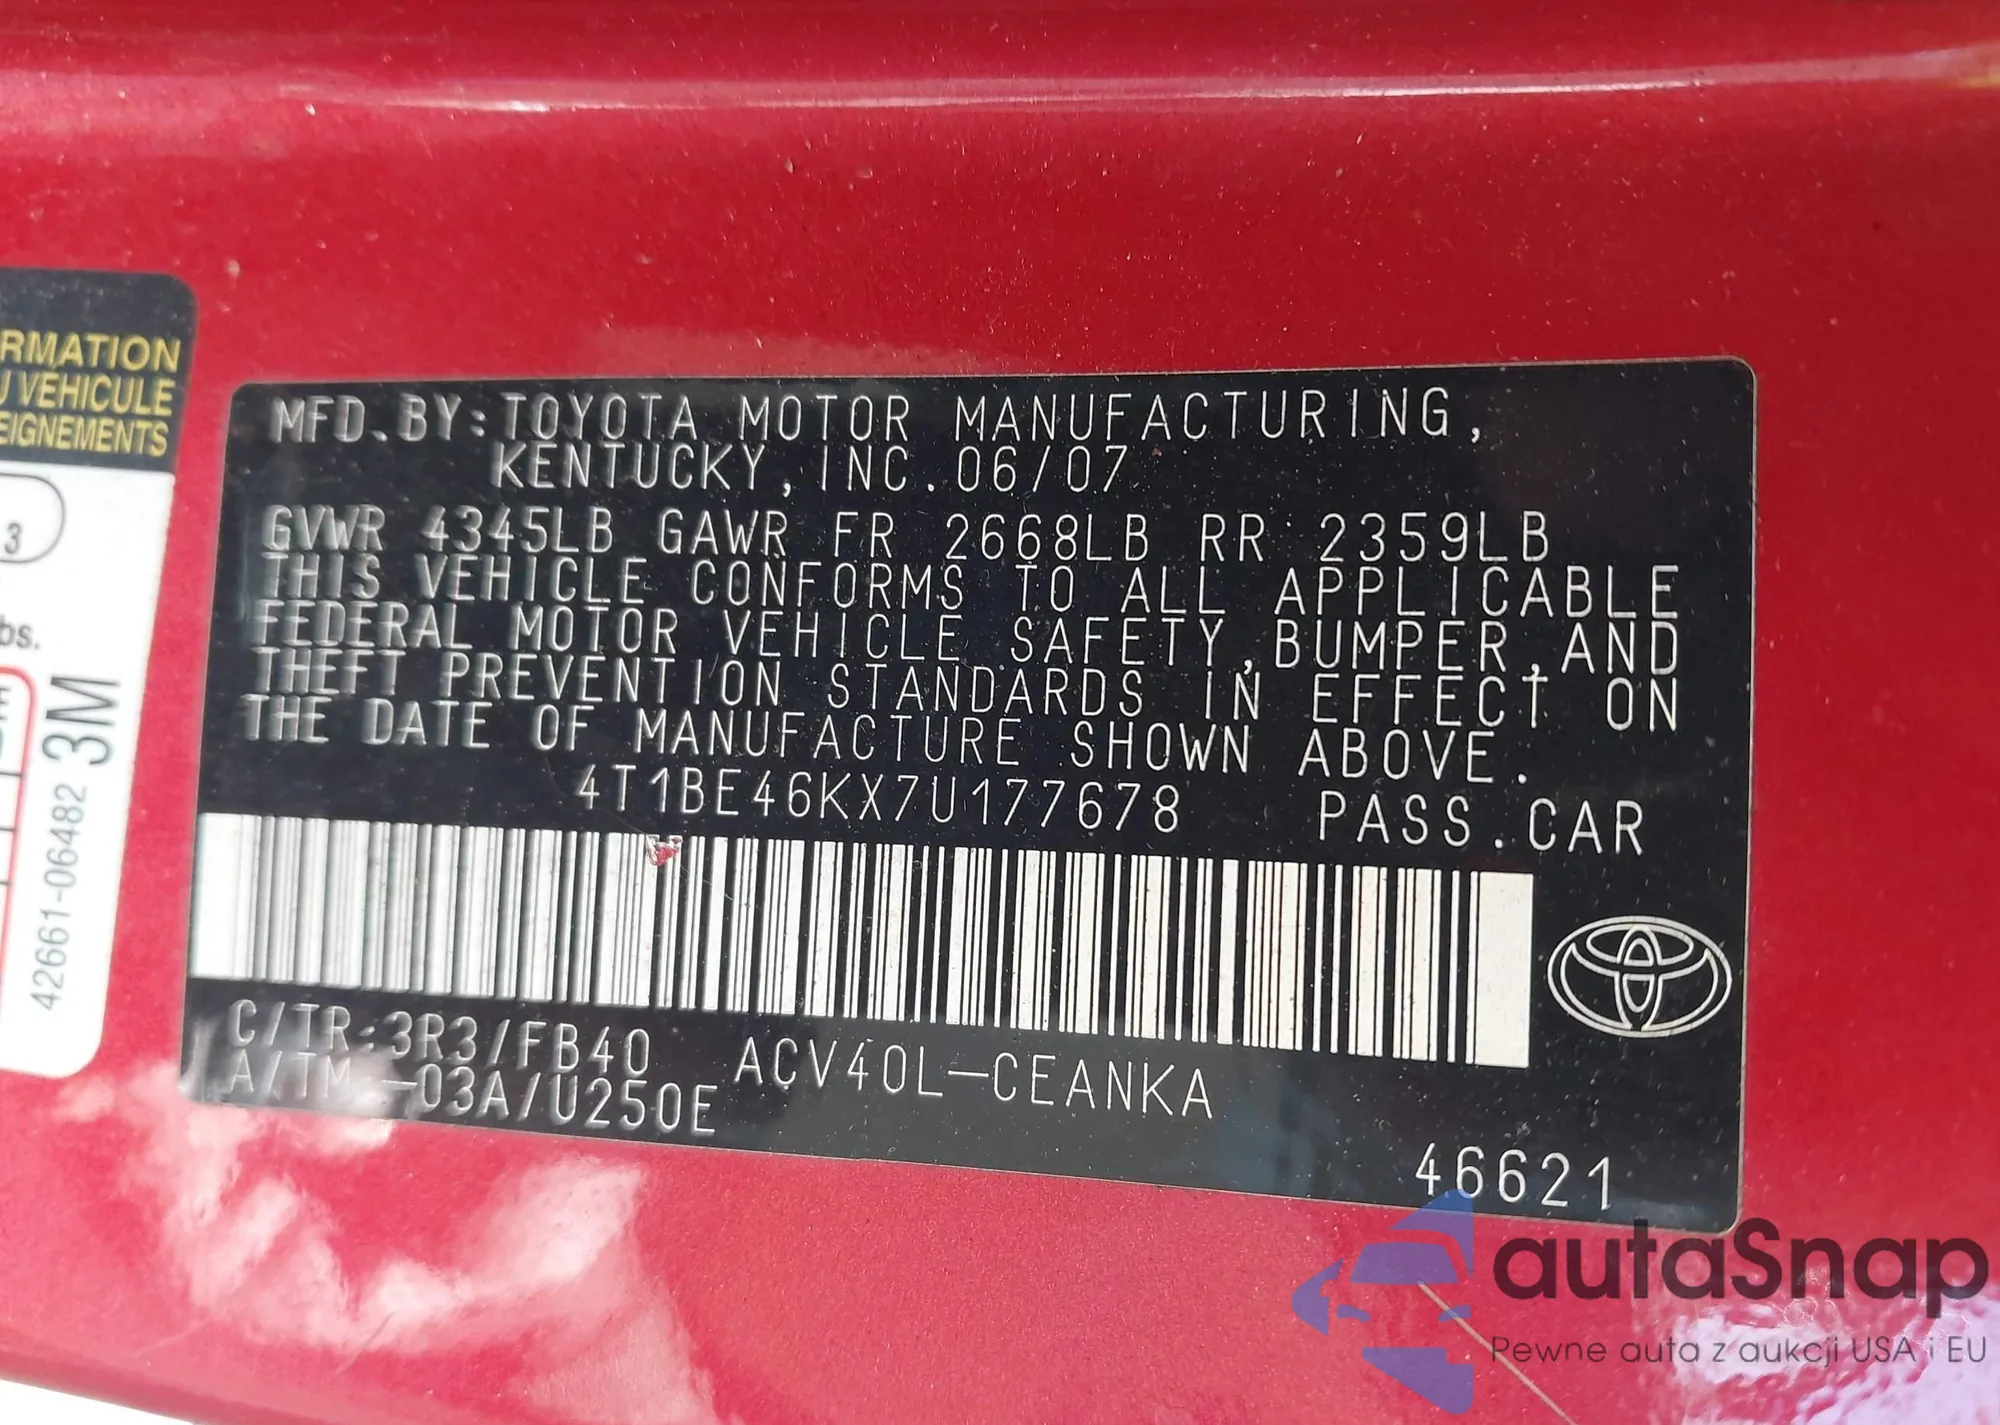 RMATION
VEHICULE
EIGNEMENTS
3
bs.
3M
42661-06482
MFD.BY:TOYOTA MOTOR MANUFACTURING,
KENTUCKY,INC.06/07
GVWR 4345LB GAWR FR 2668LB RR 2359LB
THIS VEHICLE CONFORMS TO ALL APPLICABLE
FEDERAL MOTOR VEHICLE SAFETY,BUMPER,AND
THEFT PREVENTION STANDARDS IN EFFECT ON
THE DATE OF MANUFACTURE SHOWN ABOVE.
4T1BE46KX7U177678 PASS.CAR
C/TR:3R3/FB40 ACV40L-CEANKA
A/TM:-03A/U250E
46621
autaSnap
Pewne auta z aukcji USA i EU